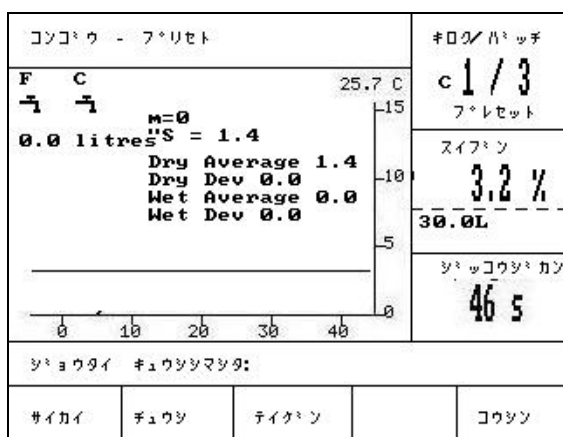 コンゴウ - プリセト
F C
25.7 C
0.0 litres
m=0
"S = 1.4
Dry Average 1.4
Dry Dev 0.0
Wet Average 0.0
Wet Dev 0.0
15
10
5
0
0 10 20 30 40
キログ/バッチ
C 1 / 3
プレセット
スイブン
3.2 %
30.0L
ジッコウジカン
46 s
ジョウタイ キュウシシマシタ:
サイカイ チュウシ テイグン コウシン